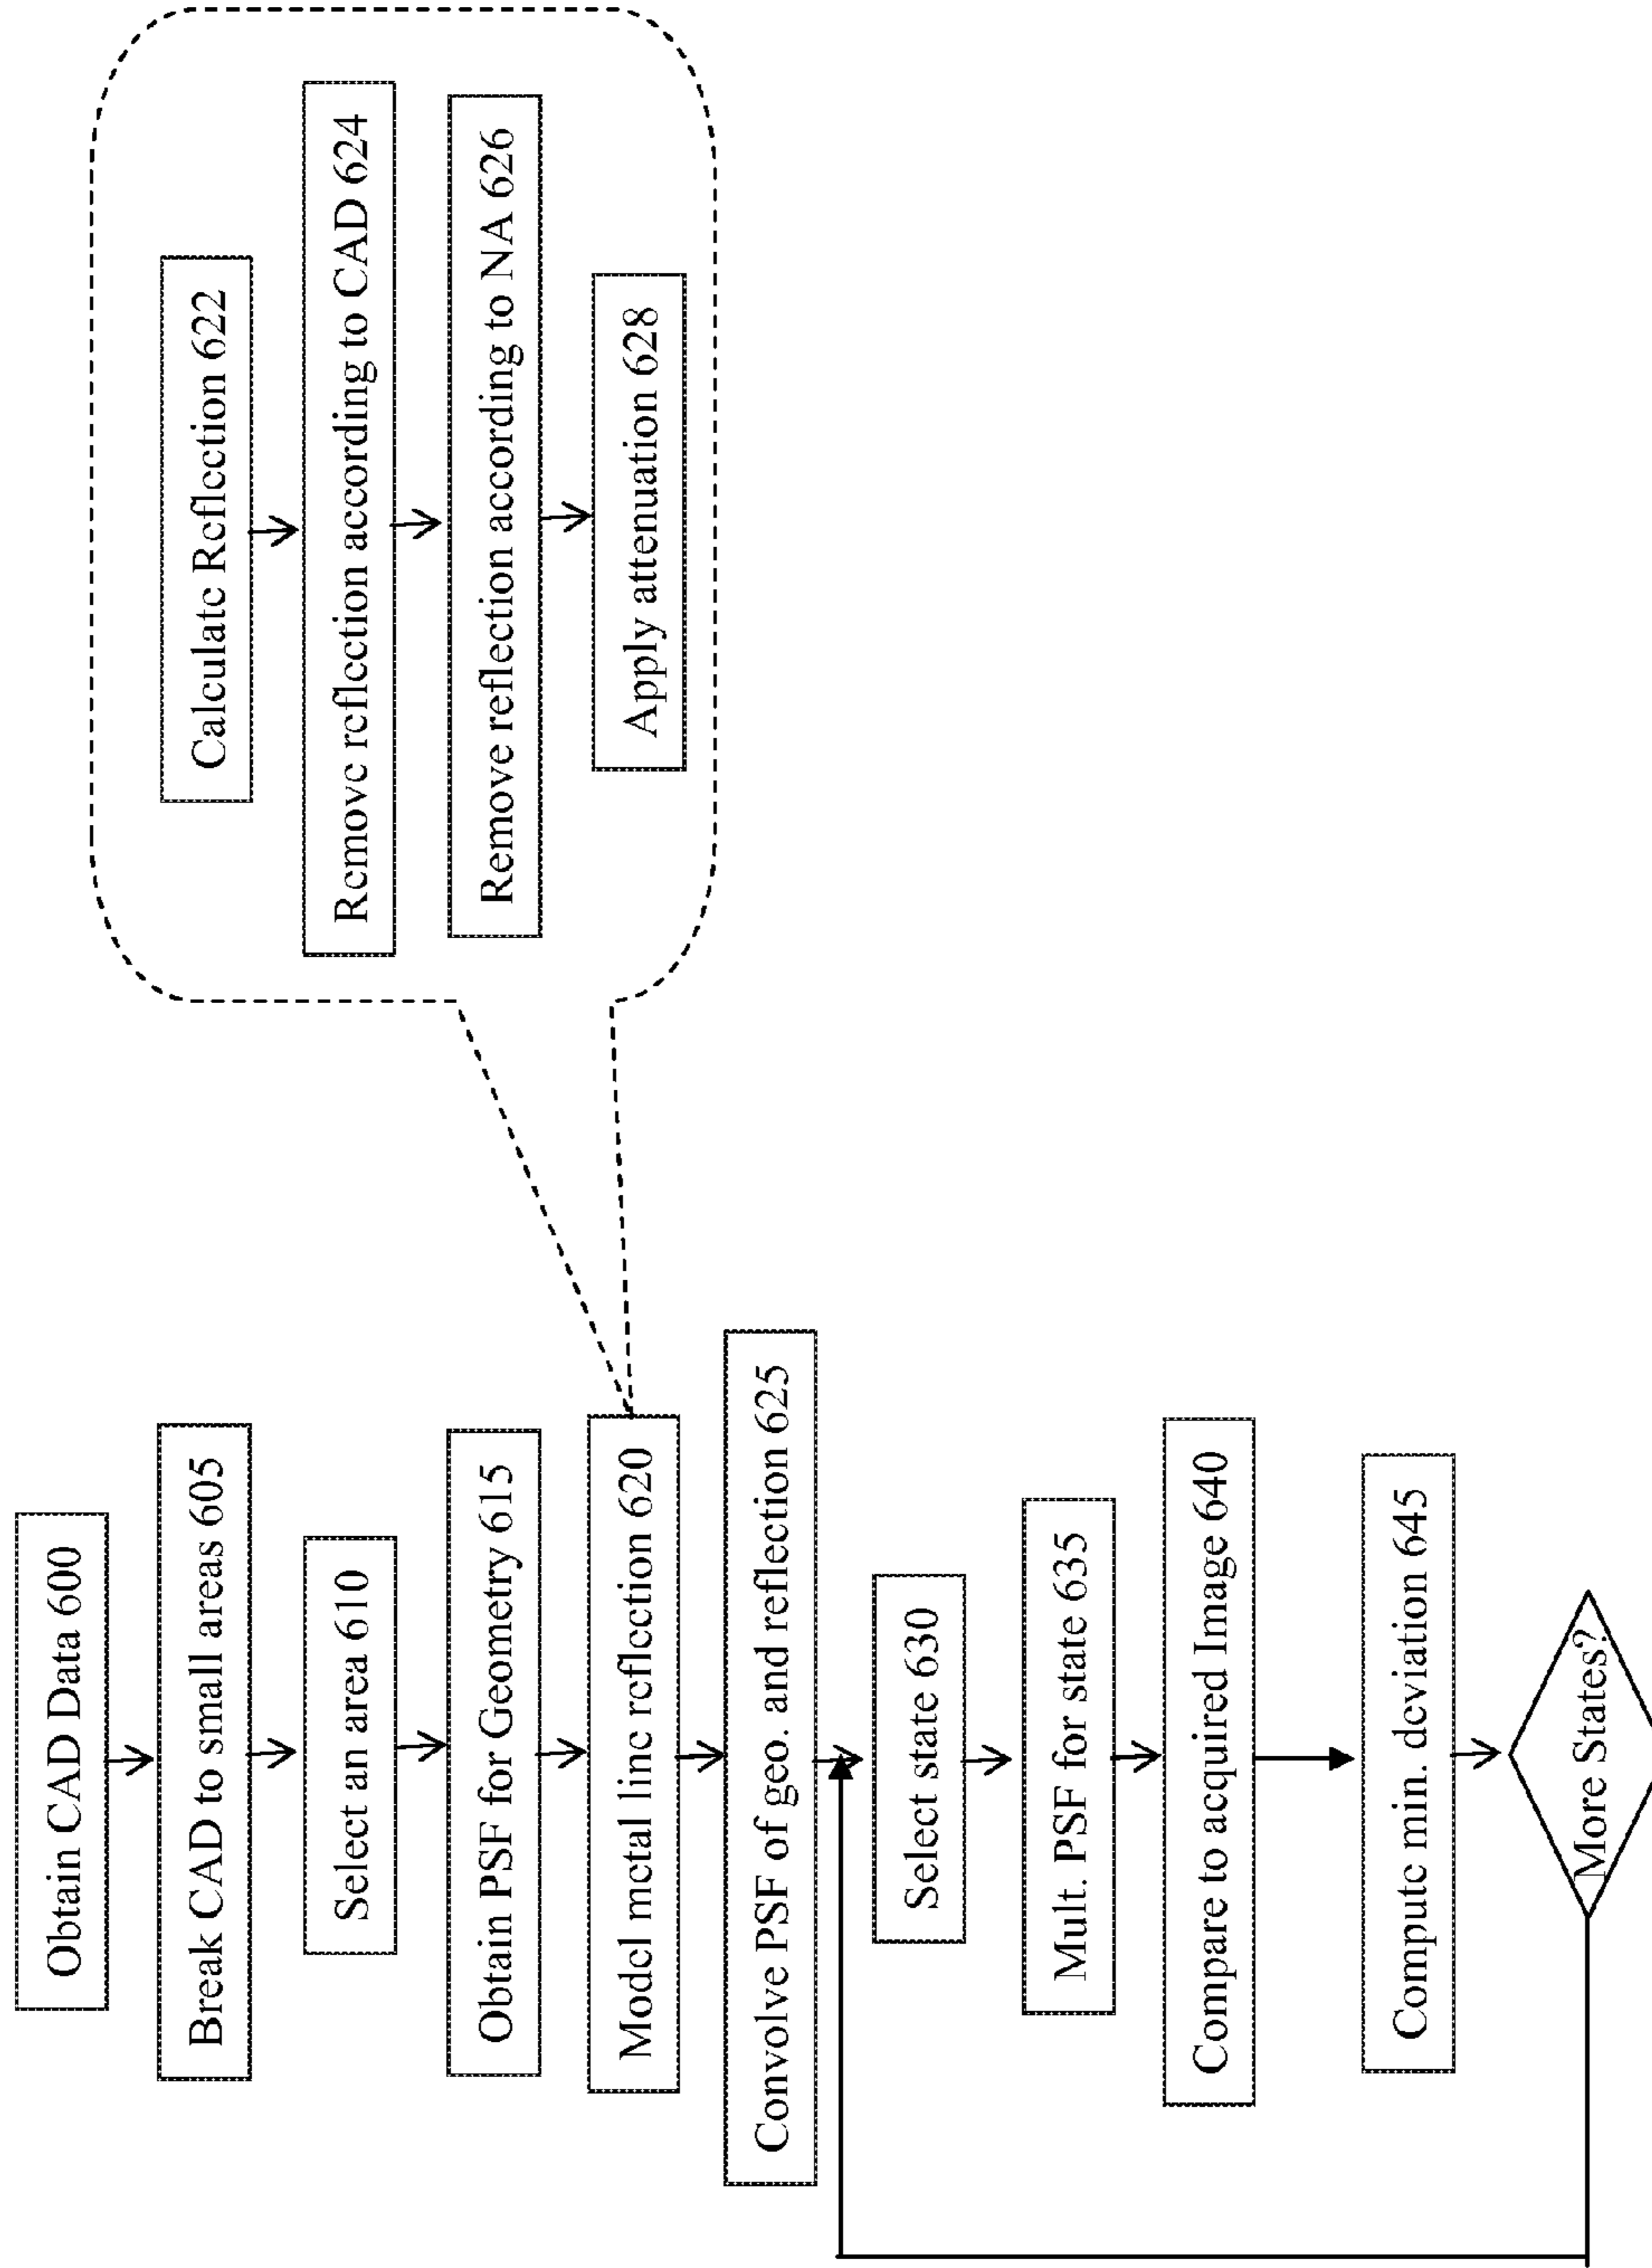 Obtain CAD Data 600
Break CAD to small areas 605
Select an area 610
Obtain PSF for Geometry 615
Model metal line reflection 620
Convolve PSF of geo. and reflection 625
Select state 630
Mult. PSF for state 635
Compare to acquired Image 640
Compute min. deviation 645
More States?
Calculate Reflection 622
Remove reflection according to CAD 624
Remove reflection according to NA 626
Apply attenuation 628